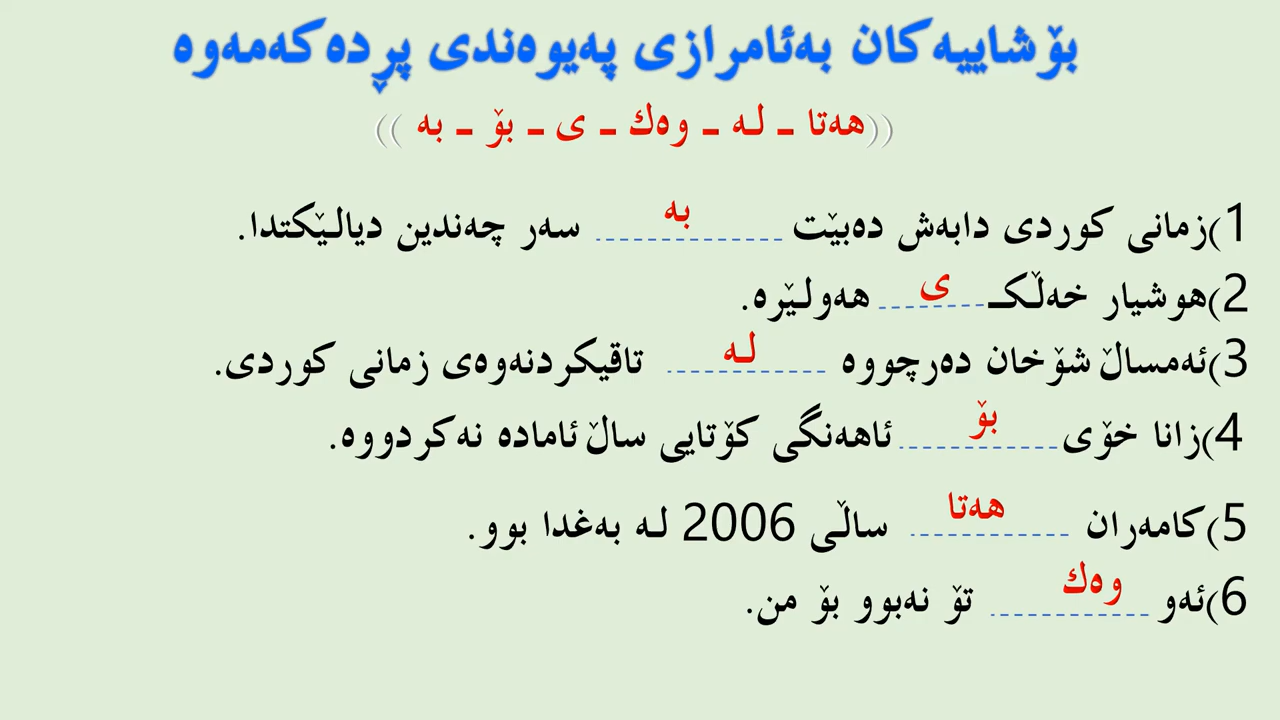 بۆشاییەکان بەئامرازی پەیوەندی پڕدەکەمەوە
((هەتا ـ لە ـ وەك ـ ی ـ بۆ ـ بە ))
1)زمانی کوردی دابەش دەبێت بە سەر چەندین دیالێکتدا.
2)هوشیار خەڵکـ ی هەولێرە.
3)ئەمساڵ شۆخان دەرچووە لە تاقیکردنەوەی زمانی کوردی.
4)زانا خۆی بۆ ئاهەنگی کۆتایی ساڵ ئامادە نەکردووە.
5)کامەران هەتا ساڵی 2006 لە بەغدا بوو.
6)ئەو وەك تۆ نەبوو بۆ من.